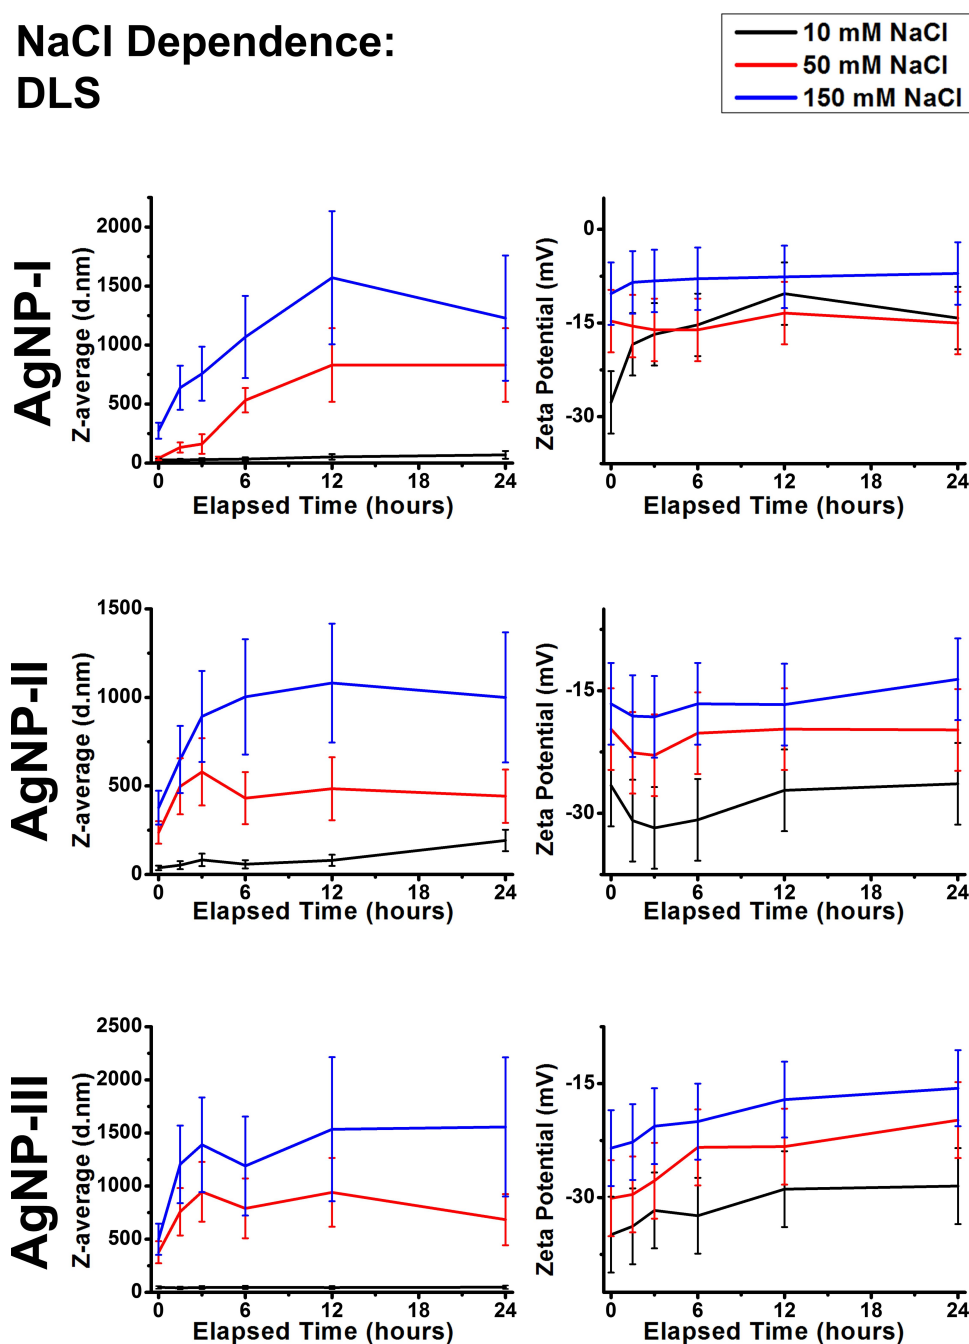 NaCl Dependence:
DLS
10 mM NaCl
50 mM NaCl
150 mM NaCl
AgNP-I
Z-average (d.nm)
2000
1500
1000
500
0
0 6 12 18 24
Elapsed Time (hours)
Zeta Potential (mV)
0
-15
-30
0 6 12 18 24
Elapsed Time (hours)
AgNP-II
Z-average (d.nm)
1500
1000
500
0
0 6 12 18 24
Elapsed Time (hours)
Zeta Potential (mV)
-15
-30
0 6 12 18 24
Elapsed Time (hours)
AgNP-III
Z-average (d.nm)
2500
2000
1500
1000
500
0
0 6 12 18 24
Elapsed Time (hours)
Zeta Potential (mV)
-15
-30
0 6 12 18 24
Elapsed Time (hours)